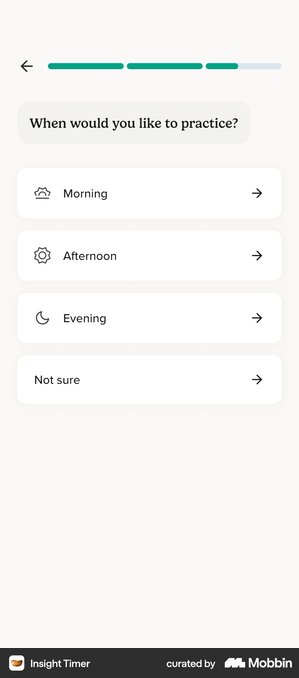 When would you like to practice?
Morning
Afternoon
Evening
Not sure
Insight Timer
curated by Mobbin